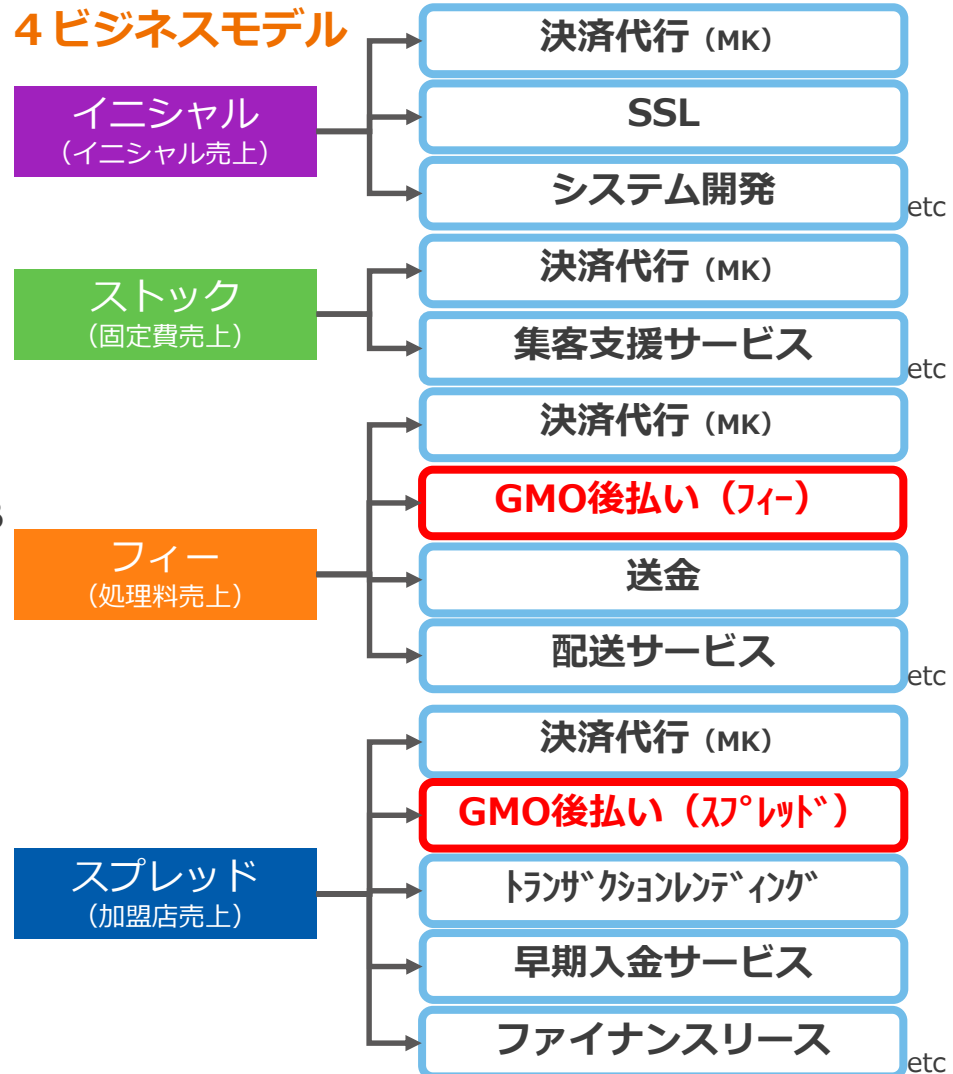 4 ビジネスモデル
イニシャル
（イニシャル売上）
決済代行（MK）
SSL
システム開発
etc
ストック
（固定費売上）
決済代行（MK）
集客支援サービス
etc
フィー
（処理料売上）
決済代行（MK）
GMO後払い（ﾌｨｰ）
送金
配送サービス
etc
スプレッド
（加盟店売上）
決済代行（MK）
GMO後払い（ｽﾌﾟﾚｯﾄﾞ）
ﾄﾗﾝｻﾞｸｼｮﾝﾚﾝﾃﾞｨﾝｸﾞ
早期入金サービス
ファイナンスリース
etc